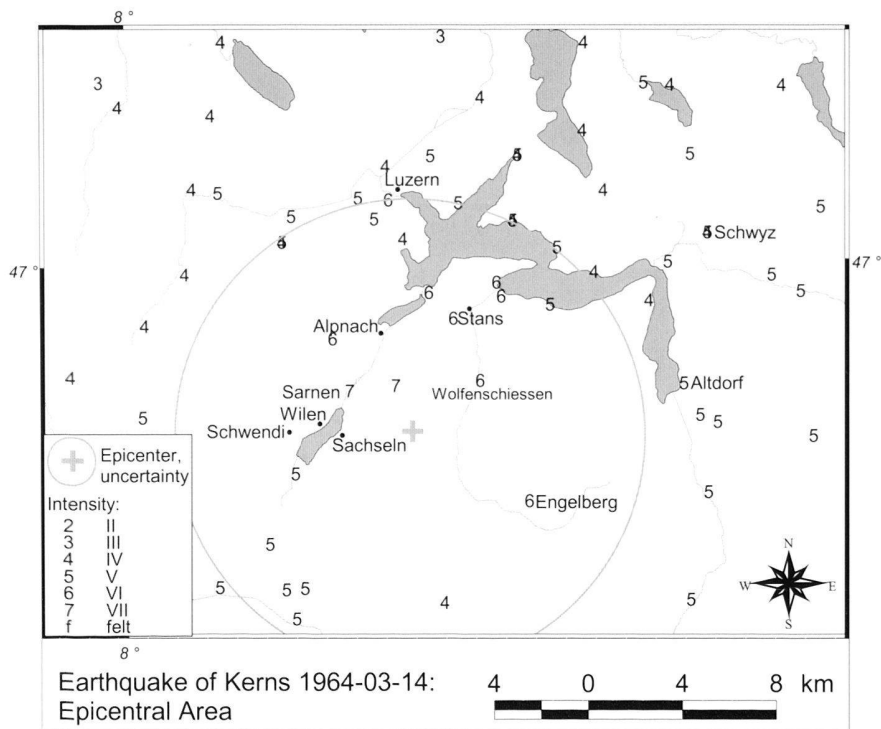 8 °
4
3
4
3
5
4
4
4
4
4
4
5
4
5
4
Luzern
4
5
5
6
5
4
5
5
5
5
Schwyz
4
5
5
47 °
47 °
4
4
5
6
6
6
5
4
5
4
6Stans
Alpnach
6
4
Sarnen 7
7
6
Wolfenschiessen
5Altdorf
5
Wilen
Schwendi
Sachseln
5
5
5
5
6Engelberg
5
5
5
5
5
5
4
5
Epicenter,
uncertainty
Intensity:
2 II
3 III
4 IV
5 V
6 VI
7 VII
f felt
N
W E
S
8 °
Earthquake of Kerns 1964-03-14:
Epicentral Area
4 0 4 8 km